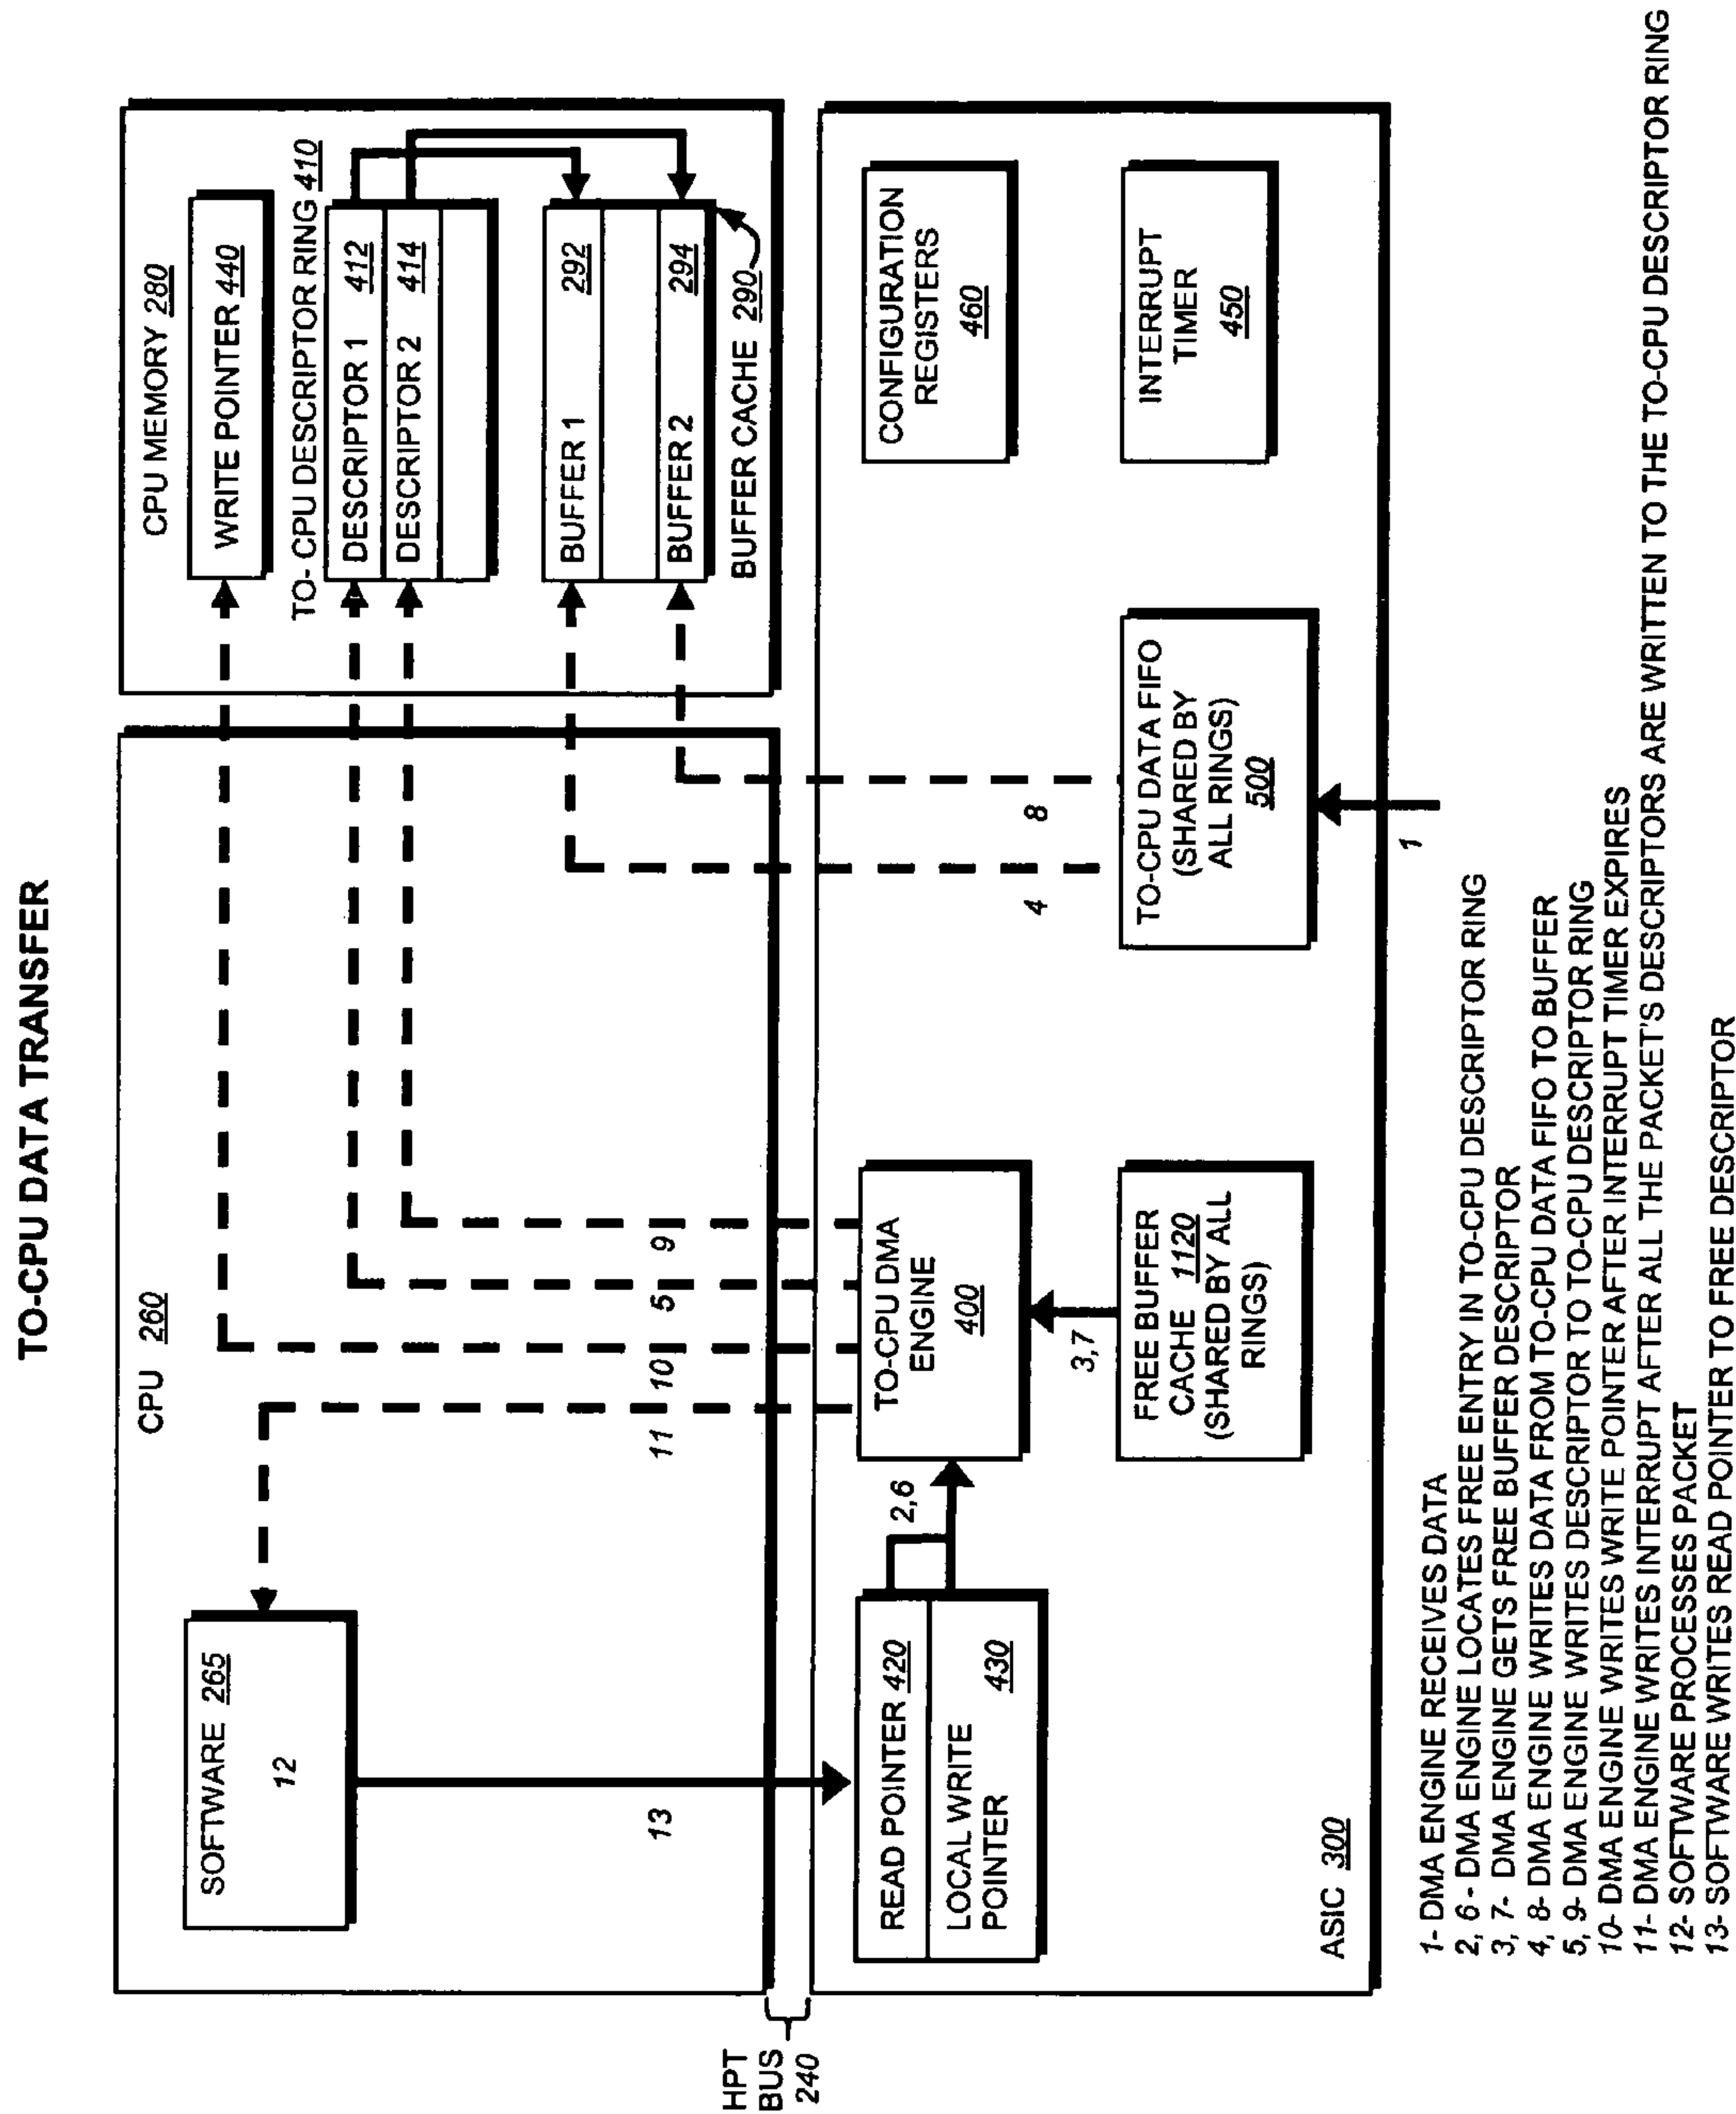 TO-CPU DATA TRANSFER
CPU 260
SOFTWARE 265
12
CPU MEMORY 280
WRITE POINTER 440
TO- CPU DESCRIPTOR RING 410
DESCRIPTOR 1 412
DESCRIPTOR 2 414
BUFFER 1 292
BUFFER 2 294
BUFFER CACHE 290
13
11
10
5
9
4
8
HPT
BUS
240
READ POINTER 420
LOCAL WRITE
POINTER
430
2,6
TO-CPU DMA
ENGINE
400
3,7
FREE BUFFER
CACHE 1120
(SHARED BY ALL
RINGS)
TO-CPU DATA FIFO
(SHARED BY
ALL RINGS)
500
CONFIGURATION
REGISTERS
460
INTERRUPT
TIMER
450
ASIC 300
1
1- DMA ENGINE RECEIVES DATA
2, 6 - DMA ENGINE LOCATES FREE ENTRY IN TO-CPU DESCRIPTOR RING
3, 7- DMA ENGINE GETS FREE BUFFER DESCRIPTOR
4, 8- DMA ENGINE WRITES DATA FROM TO-CPU DATA FIFO TO BUFFER
5, 9- DMA ENGINE WRITES DESCRIPTOR TO TO-CPU DESCRIPTOR RING
10- DMA ENGINE WRITES WRITE POINTER AFTER INTERRUPT TIMER EXPIRES
11- DMA ENGINE WRITES INTERRUPT AFTER ALL THE PACKET'S DESCRIPTORS ARE WRITTEN TO THE TO-CPU DESCRIPTOR RING
12- SOFTWARE PROCESSES PACKET
13- SOFTWARE WRITES READ POINTER TO FREE DESCRIPTOR